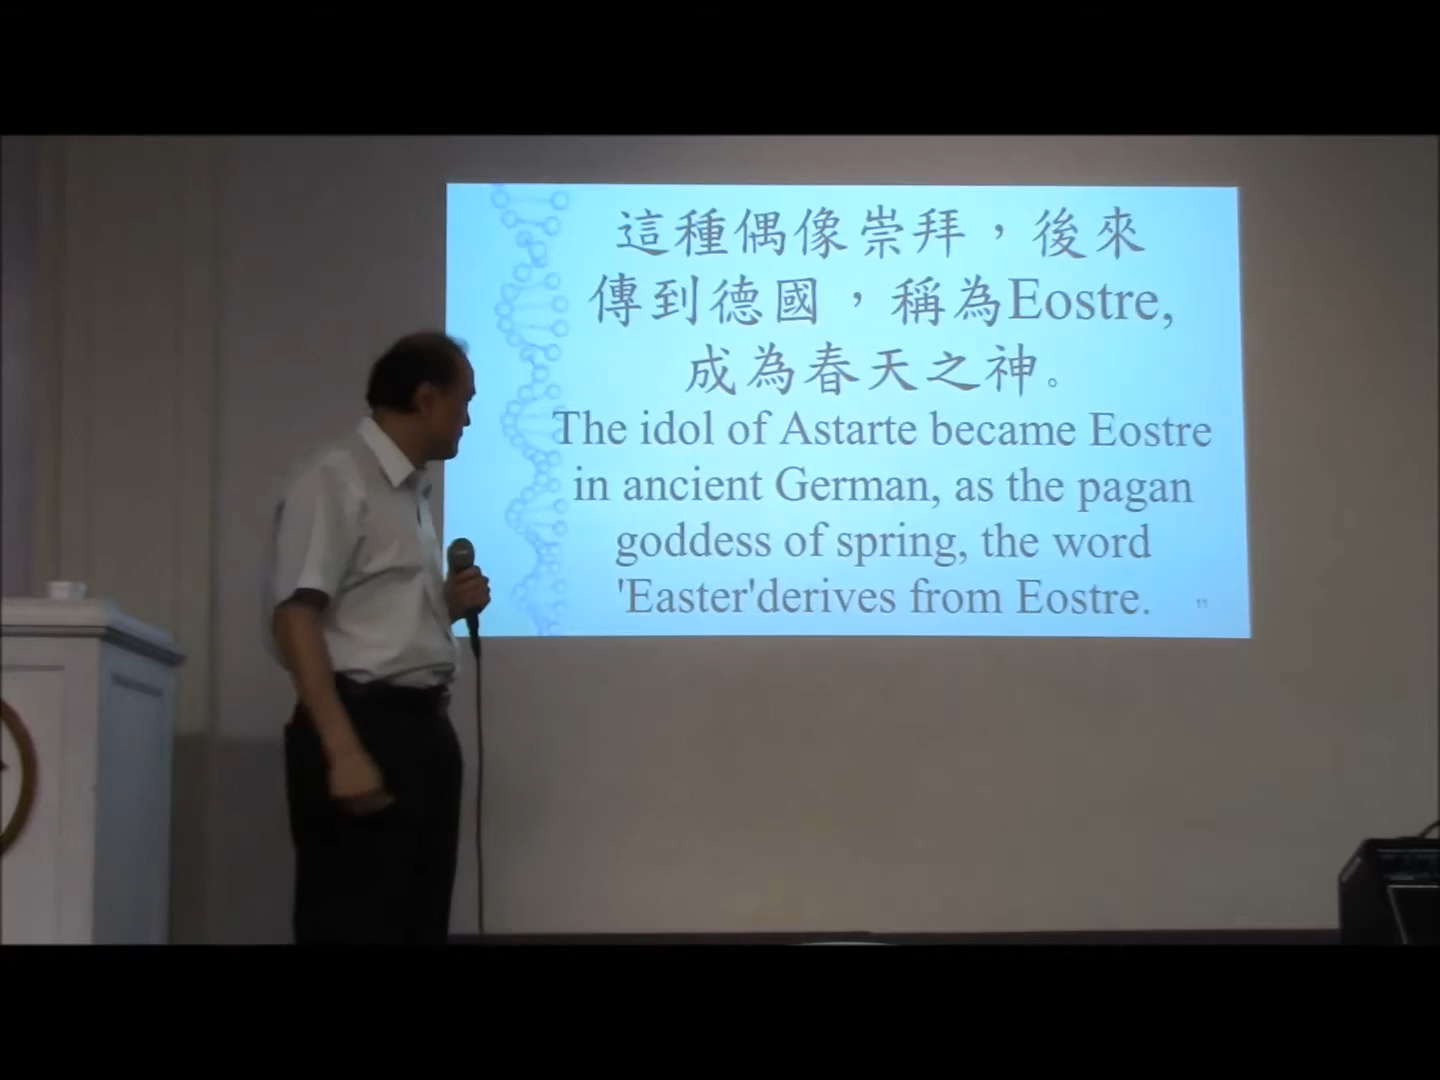 這種偶像崇拜，後來
傳到德國，稱為Eostre,
成為春天之神。
The idol of Astarte became Eostre
in ancient German, as the pagan
goddess of spring, the word
'Easter'derives from Eostre.
11